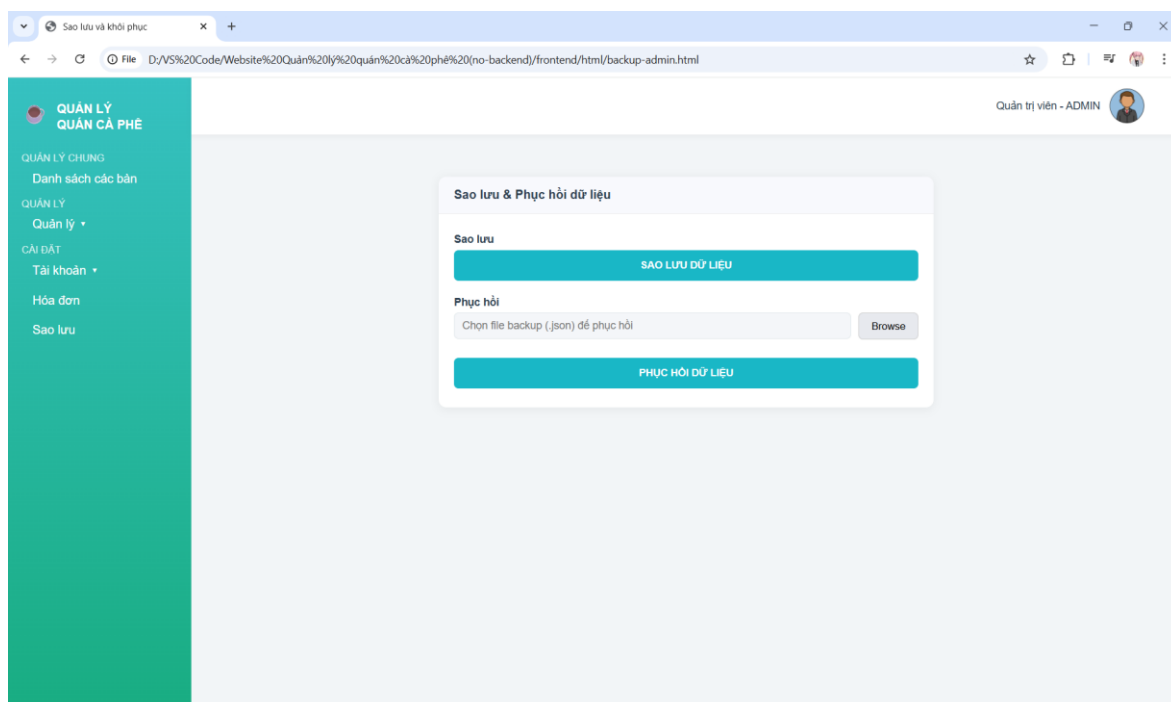 Sao lưu và khôi phục
File D:/VS%20Code/Website%20Quản%20lý%20quán%20cà%20phê%20(no-backend)/frontend/html/backup-admin.html
QUẢN LÝ
QUÁN CÀ PHÊ
Quản trị viên - ADMIN
QUẢN LÝ CHUNG
Danh sách các bàn
QUẢN LÝ
Quản lý
CÀI ĐẶT
Tài khoản
Hóa đơn
Sao lưu
Sao lưu & Phục hồi dữ liệu
Sao lưu
SAO LƯU DỮ LIỆU
Phục hồi
Chọn file backup (.json) để phục hồi
Browse
PHỤC HỒI DỮ LIỆU